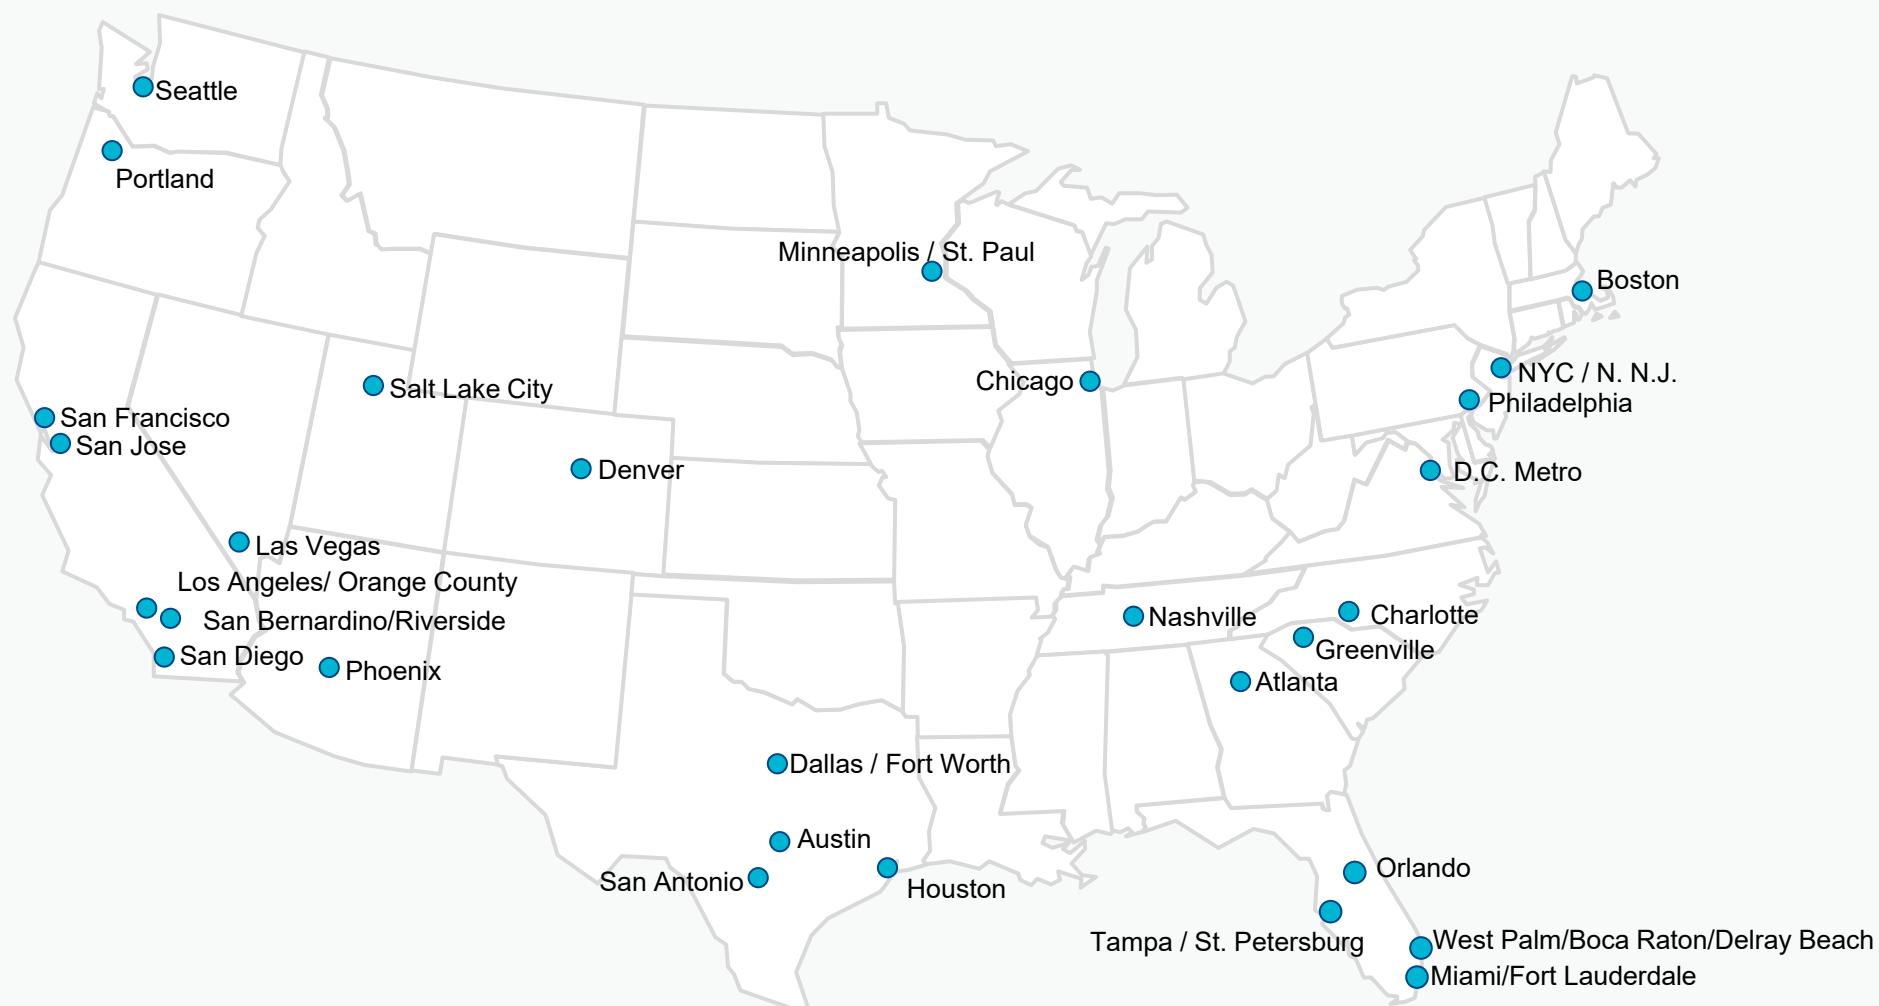 Seattle
Portland
Minneapolis / St. Paul
Boston
NYC / N. N.J.
Chicago
Salt Lake City
Philadelphia
San Francisco
San Jose
Denver
D.C. Metro
Las Vegas
Los Angeles/ Orange County
San Bernardino/Riverside
Nashville
Charlotte
Greenville
San Diego
Phoenix
Atlanta
Dallas / Fort Worth
Austin
Orlando
San Antonio
Houston
Tampa / St. Petersburg
West Palm/Boca Raton/Delray Beach
Miami/Fort Lauderdale